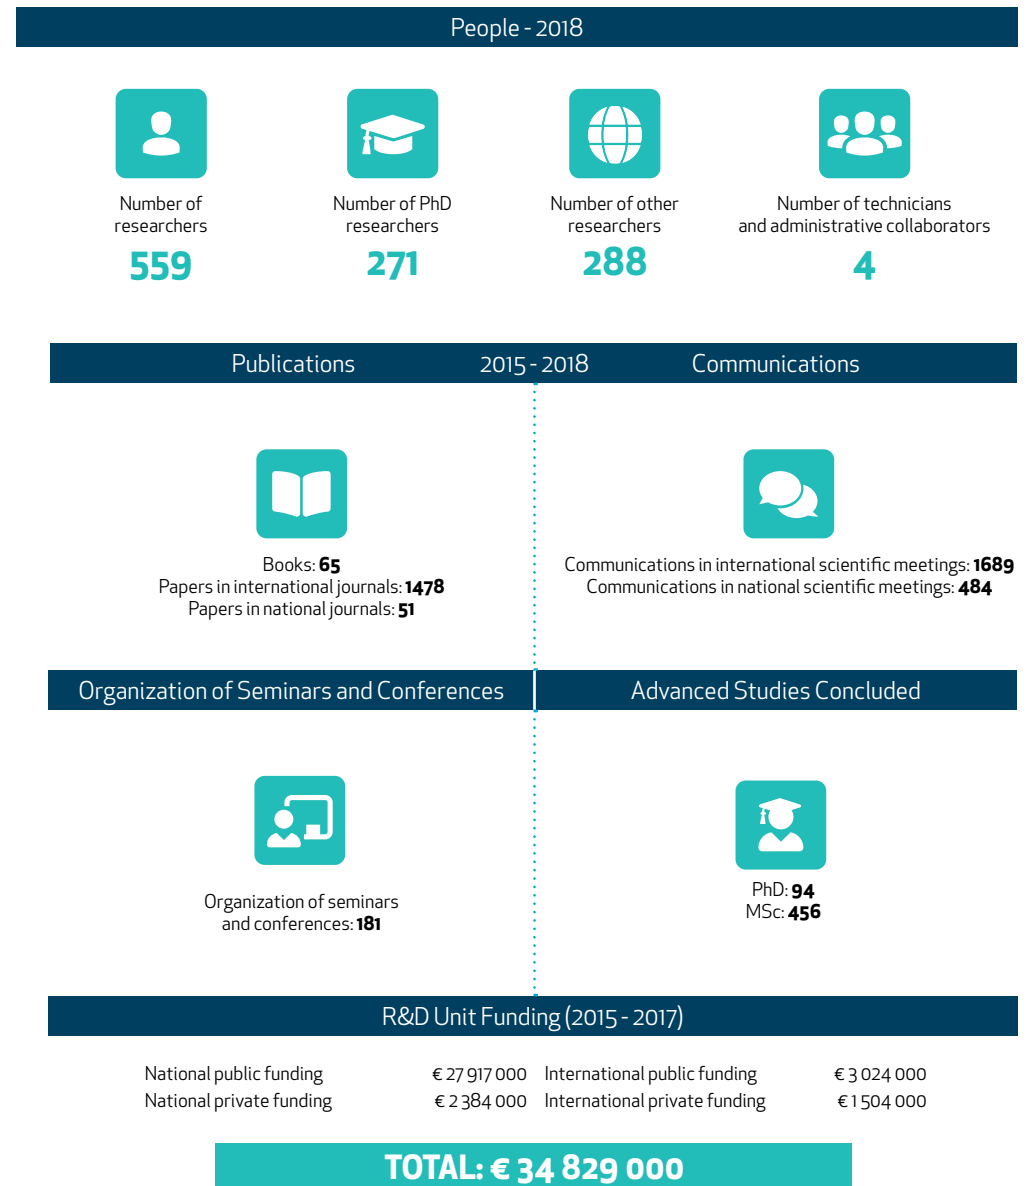 People - 2018
Number of
researchers
559
Number of PhD
researchers
271
Number of other
researchers
288
Number of technicians
and administrative collaborators
4
Publications 2015 - 2018 Communications
Books: 65
Papers in international journals: 1478
Papers in national journals: 51
Communications in international scientific meetings: 1689
Communications in national scientific meetings: 484
Organization of Seminars and Conferences
Organization of seminars
and conferences: 181
Advanced Studies Concluded
PhD: 94
MSc: 456
R&D Unit Funding (2015 - 2017)
National public funding € 27 917 000 International public funding € 3 024 000
National private funding € 2 384 000 International private funding € 1 504 000
TOTAL: € 34 829 000